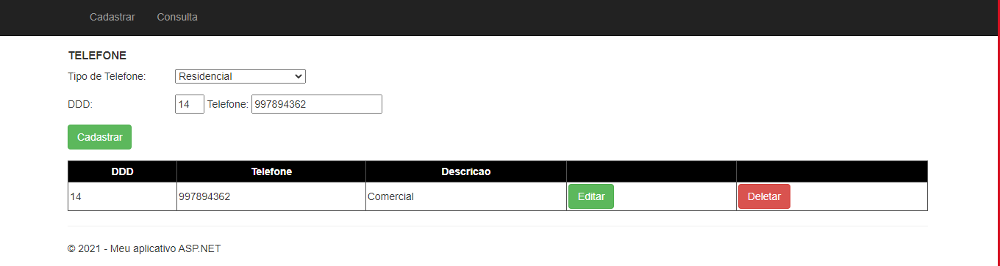 Cadastrar Consulta
TELEFONE
Tipo de Telefone: Residencial
DDD: 14 Telefone: 997894362
Cadastrar
DDD Telefone Descricao
14 997894362 Comercial Editar Deletar
© 2021 - Meu aplicativo ASP.NET